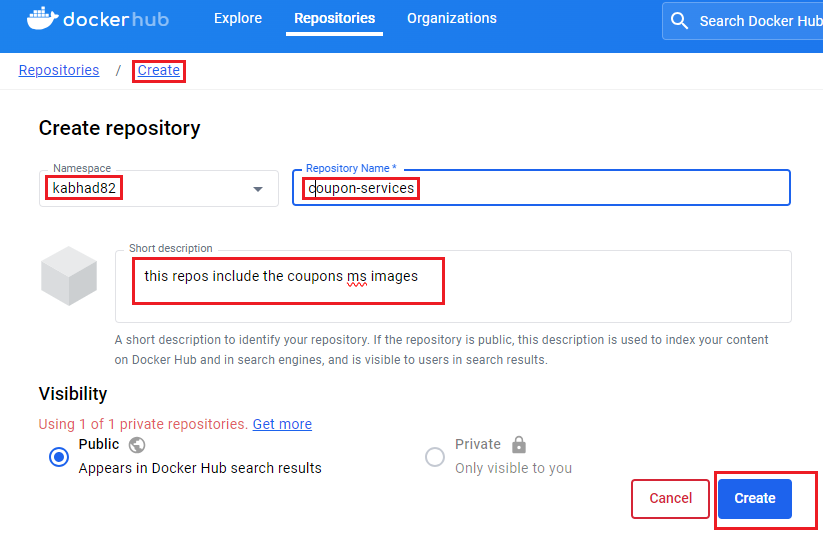 dockerhub Explore Repositories Organizations Search Docker Hub
Repositories / Create
Create repository
Namespace Repository Name *
kabhad82 coupon-services
Short description
this repos include the coupons ms images
A short description to identify your repository. If the repository is public, this description is used to index your content
on Docker Hub and in search engines, and is visible to users in search results.
Visibility
Using 1 of 1 private repositories. Get more
Public Private
Appears in Docker Hub search results Only visible to you
Cancel Create